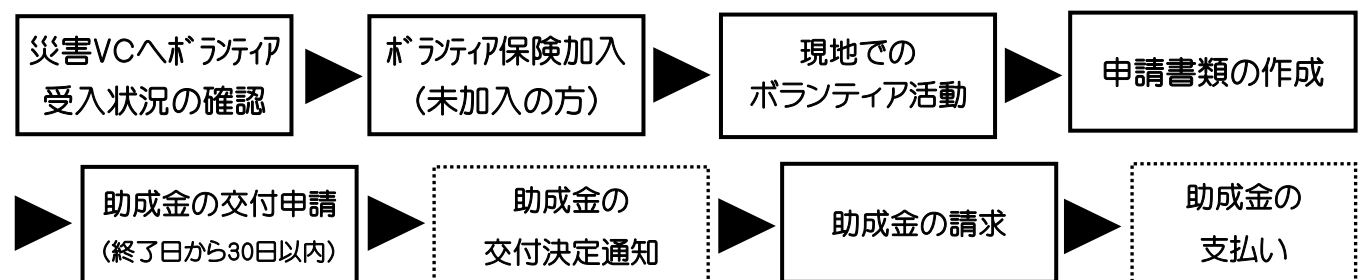 災害VCへﾎﾞﾗﾝﾃｨｱ
受入状況の確認
ﾎﾞﾗﾝﾃｨｱ保険加入
（未加入の方）
現地での
ボランティア活動
申請書類の作成
助成金の交付申請
（終了日から30日以内）
助成金の
交付決定通知
助成金の請求
助成金の
支払い